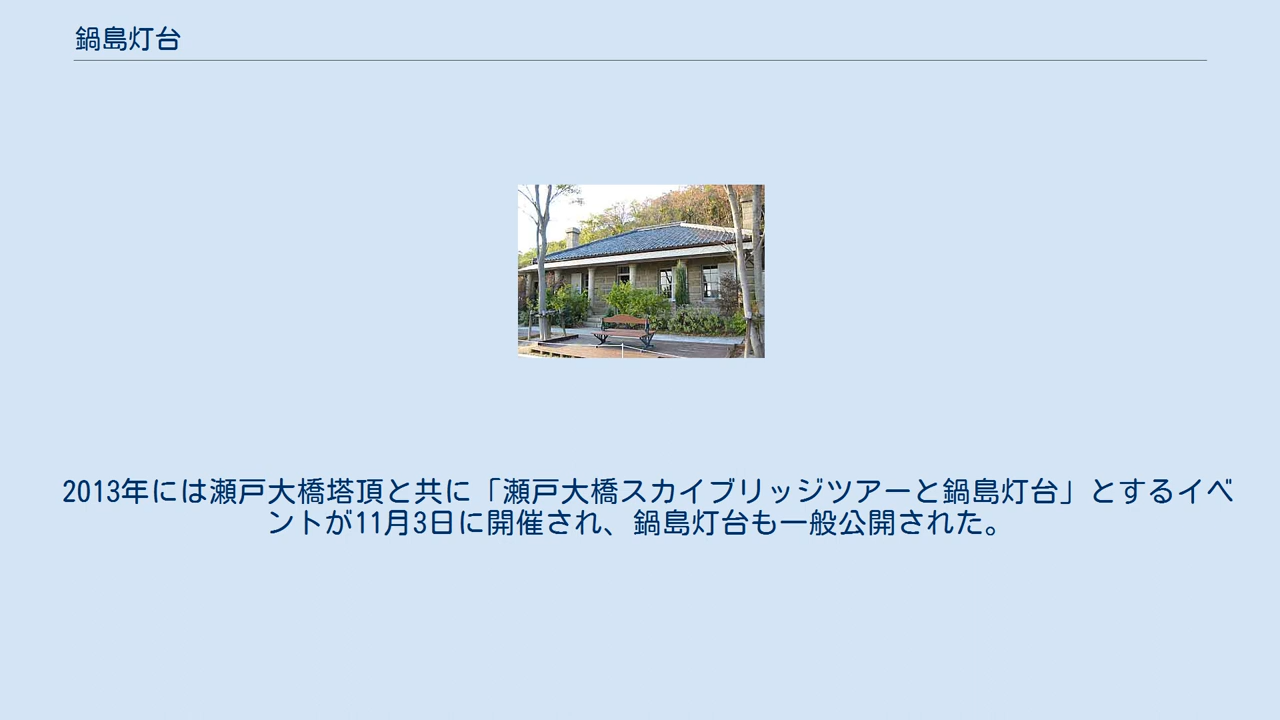 鍋島灯台
2013年には瀬戸大橋塔頂と共に「瀬戸大橋スカイブリッジツアーと鍋島灯台」とするイベ
ントが11月3日に開催され、鍋島灯台も一般公開された。